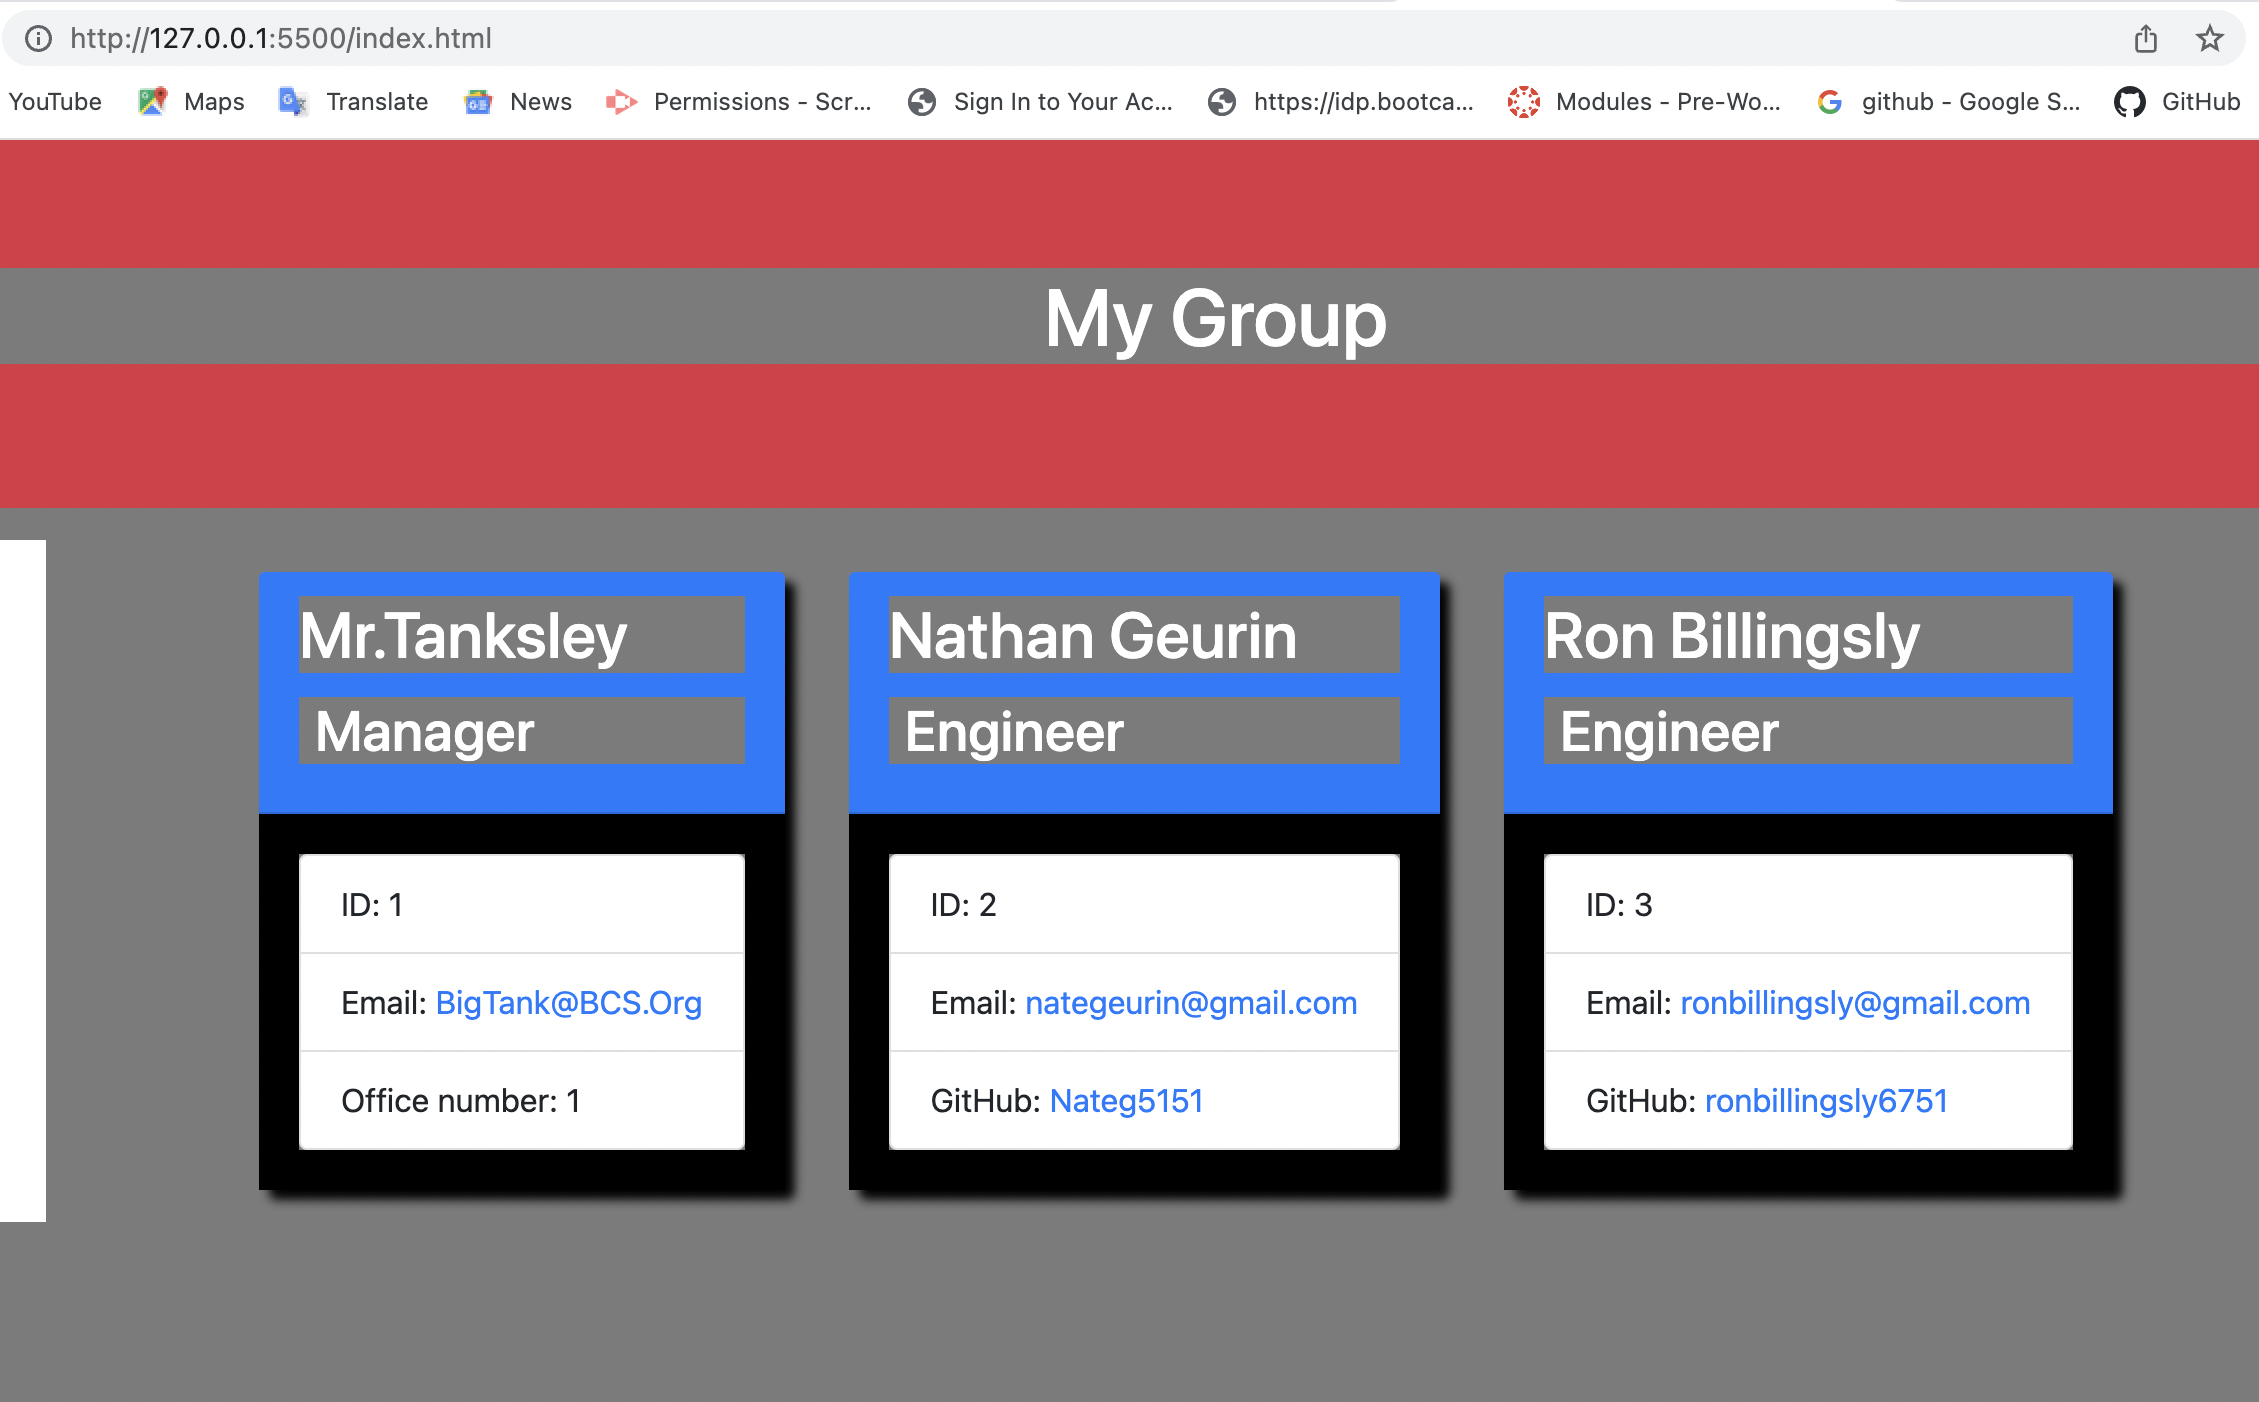 http://127.0.0.1:5500/index.html
YouTube Maps Translate News Permissions - Scr... Sign In to Your Ac... https://idp.bootca... Modules - Pre-Wo... github - Google S... GitHub
My Group
Mr.Tanksley
Manager
ID: 1
Email: BigTank@BCS.Org
Office number: 1
Nathan Geurin
Engineer
ID: 2
Email: nategeurin@gmail.com
GitHub: Nateg5151
Ron Billingsly
Engineer
ID: 3
Email: ronbillingsly@gmail.com
GitHub: ronbillingsly6751